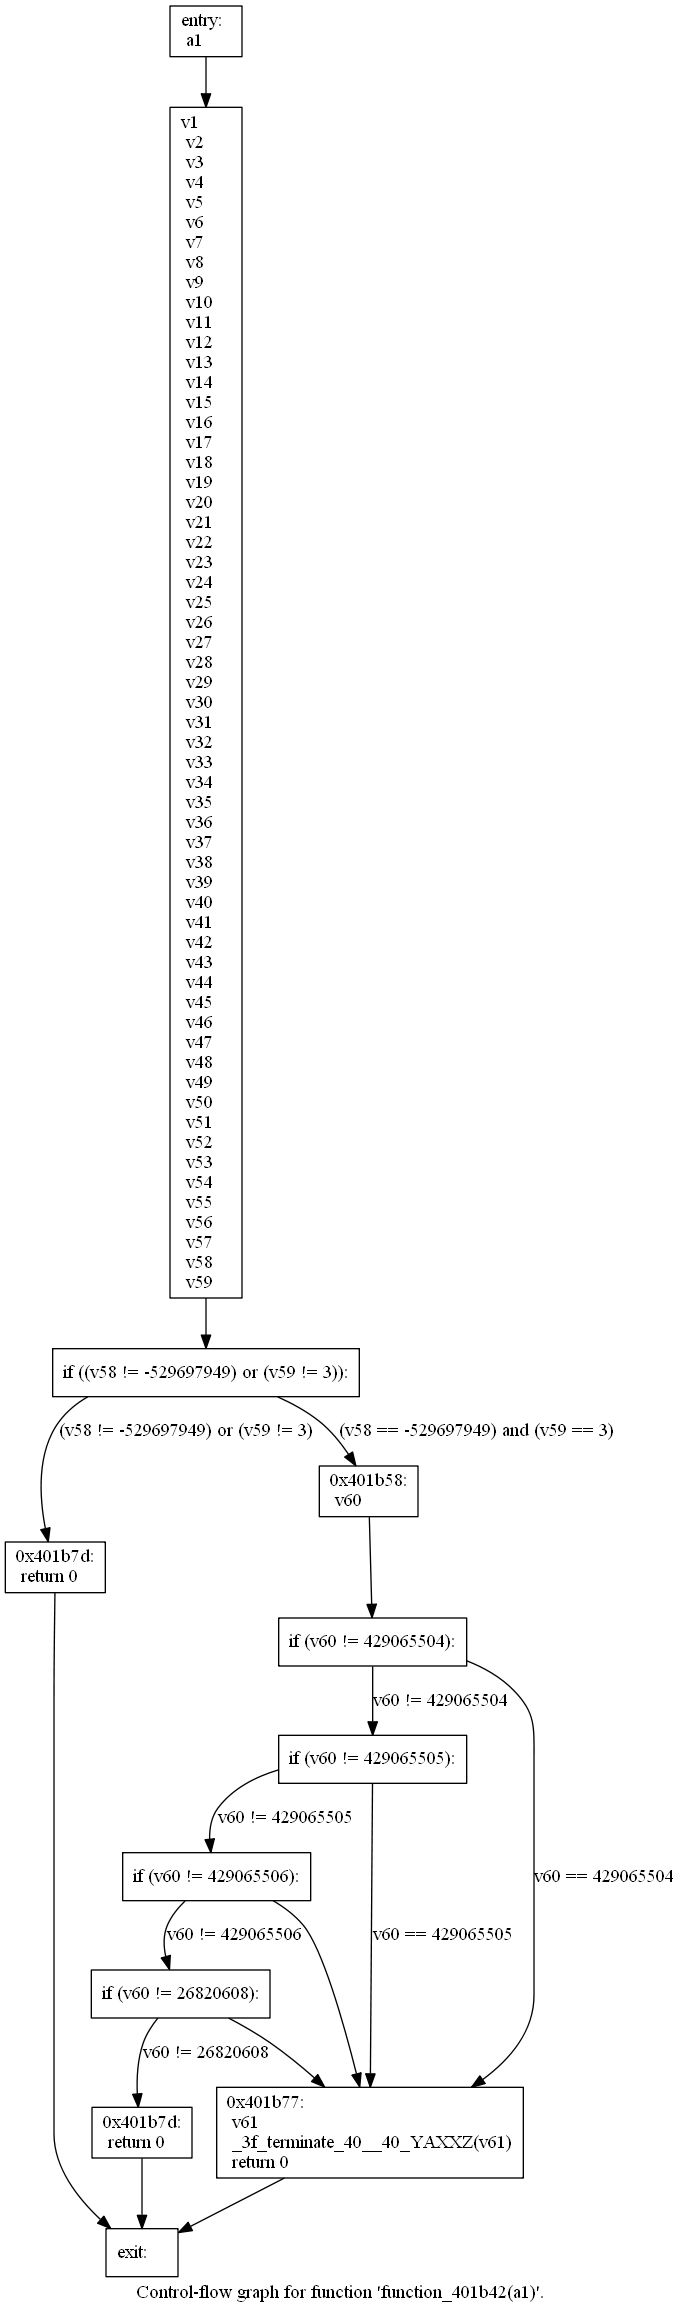 entry:
a1
v1
v2
v3
v4
v5
v6
v7
v8
v9
v10
v11
v12
v13
v14
v15
v16
v17
v18
v19
v20
v21
v22
v23
v24
v25
v26
v27
v28
v29
v30
v31
v32
v33
v34
v35
v36
v37
v38
v39
v40
v41
v42
v43
v44
v45
v46
v47
v48
v49
v50
v51
v52
v53
v54
v55
v56
v57
v58
v59
if ((v58 != -529697949) or (v59 != 3)):
(v58 != -529697949) or (v59 != 3)
(v58 == -529697949) and (v59 == 3)
0x401b58:
v60
0x401b7d:
return 0
if (v60 != 429065504):
v60 != 429065504
if (v60 != 429065505):
v60 != 429065505
v60 == 429065504
if (v60 != 429065506):
v60 != 429065506
v60 == 429065505
if (v60 != 26820608):
v60 != 26820608
0x401b7d:
return 0
0x401b77:
v61
_3f_terminate_40__40_YAXXZ(v61)
return 0
exit:
Control-flow graph for function 'function_401b42(a1)'.